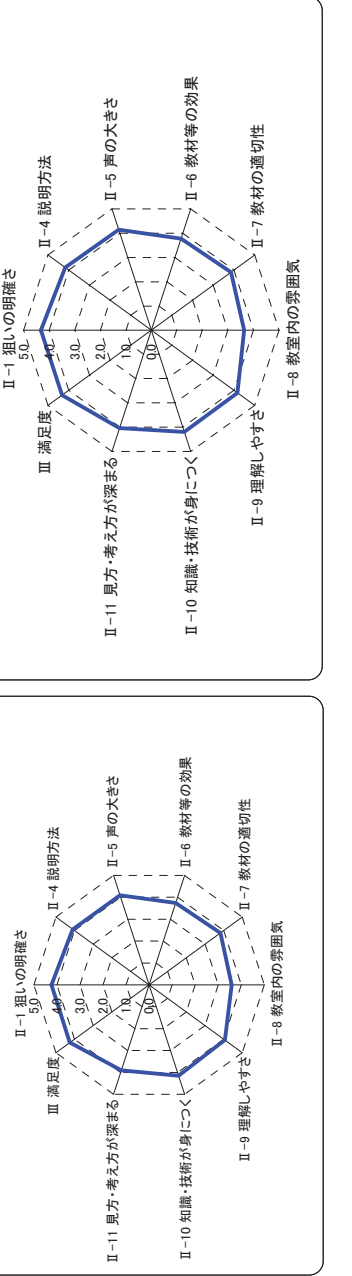 Ⅱ-1 狙いの明確さ
5.0
4.0
3.0
2.0
1.0
0.0
Ⅱ-4 説明方法
Ⅱ-5 声の大きさ
Ⅱ-6 教材等の効果
Ⅱ-7 教材の適切性
Ⅱ-8 教室内の雰囲気
Ⅱ-9 理解しやすさ
Ⅱ-10 知識・技術が身につく
Ⅱ-11 見方・考え方が深まる
Ⅲ 満足度
Ⅱ-1 狙いの明確さ
5.0
4.0
3.0
2.0
1.0
0.0
Ⅱ-4 説明方法
Ⅱ-5 声の大きさ
Ⅱ-6 教材等の効果
Ⅱ-7 教材の適切性
Ⅱ-8 教室内の雰囲気
Ⅱ-9 理解しやすさ
Ⅱ-10 知識・技術が身につく
Ⅱ-11 見方・考え方が深まる
Ⅲ 満足度